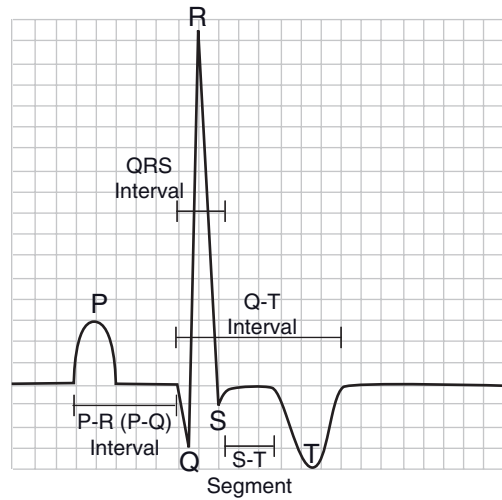 R
QRS
Interval
P
Q-T
Interval
P-R (P-Q)
Interval
S
Q
S-T
Segment
T